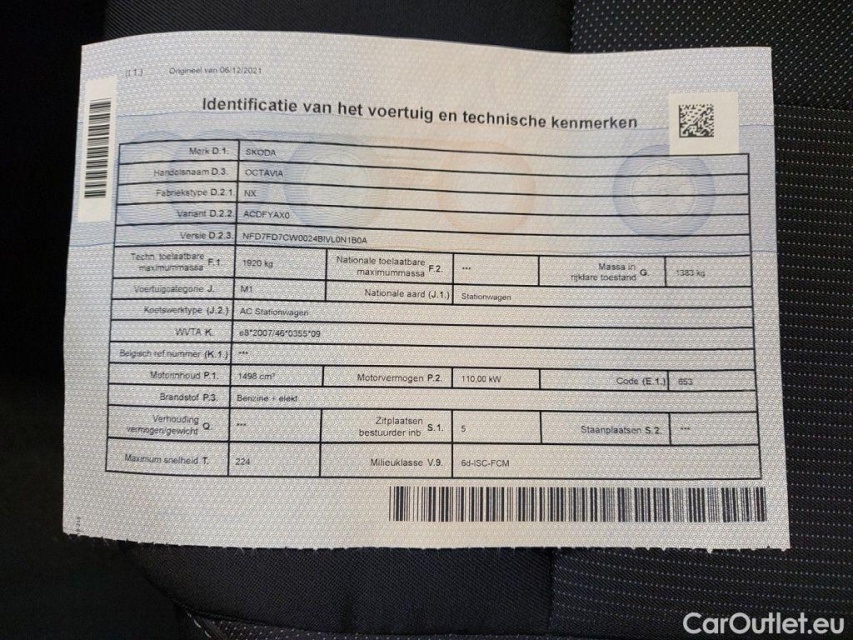 (I.1.) Origineel van 06/12/2021
Identificatie van het voertuig en technische kenmerken
Merk D.1. SKODA
Handelsnaam D.3. OCTAVIA
Fabriekstype D.2.1. NX
Variant D.2.2. ACDFYAX0
Versie D.2.3. NFD7FD7CW0024BIVL0N1B0A
Techn. toelaatbare maximummassa F.1. 1920 kg Nationale toelaatbare maximummassa F.2. *** Massa in rijklare toestand G. 1383 kg
Voertuigcategorie J. M1 Nationale aard (J.1.) Stationwagen
Koetswerktype (J.2.) AC Stationwagen
WVTA K. e8*2007/46*0355*09
Belgisch ref.nummer (K.1.) ***
Motorinhoud P.1. 1498 cm³ Motorvermogen P.2. 110,00 kW Code (E.1.) 653
Brandstof P.3. Benzine + elekt
Verhouding vermogen/gewicht Q. *** Zitplaatsen bestuurder inb S.1. 5 Staanplaatsen S.2. ***
Maximum snelheid T. 224 Milieuklasse V.9. 6d-ISC-FCM
CarOutlet.eu